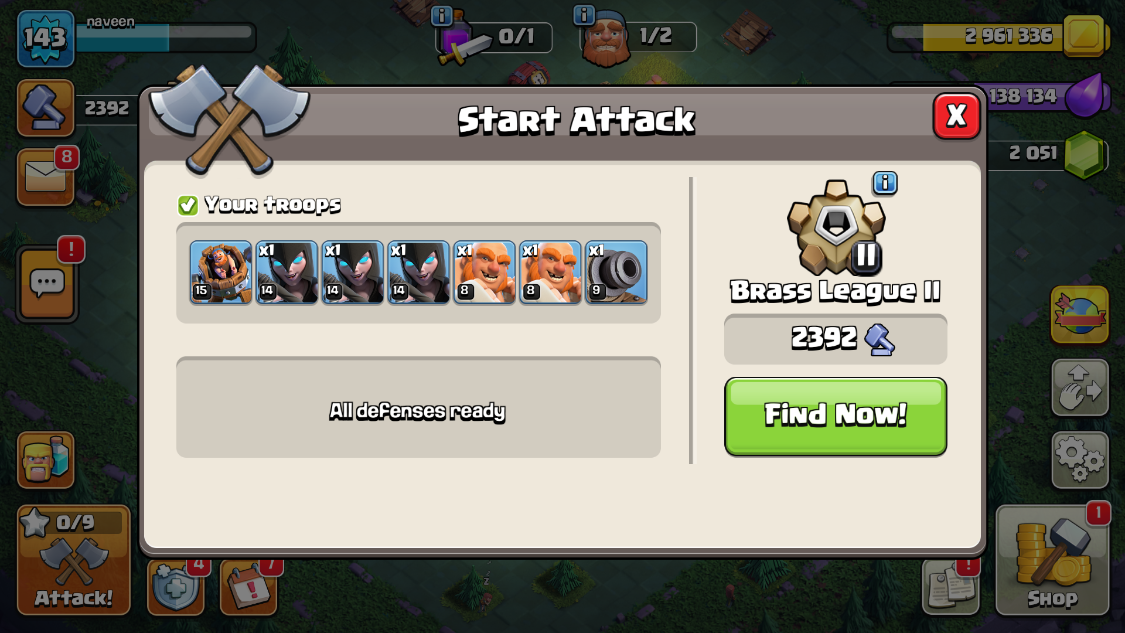 143
naveen
0/1
1/2
2 961 336
2392
Start Attack
X
138 134
8
2 051
Your troops
x1 x1 x1 x1 x1 x1
15 14 14 14 8 8 9
II
Brass League II
!
2392
All defenses ready
Find Now!
0/9
Attack!
4
7
!
!
1
Shop
z